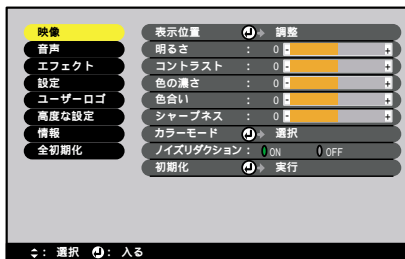 映像
音声
エフェクト
設定
ユーザーロゴ
高度な設定
情報
全初期化
表示位置 調整
明るさ : 0 - +
コントラスト : 0 - +
色の濃さ : 0 - +
色合い : 0 - +
シャープネス : 0 - +
カラーモード 選択
ノイズリダクション : ON OFF
初期化 実行
: 選択 : 入る